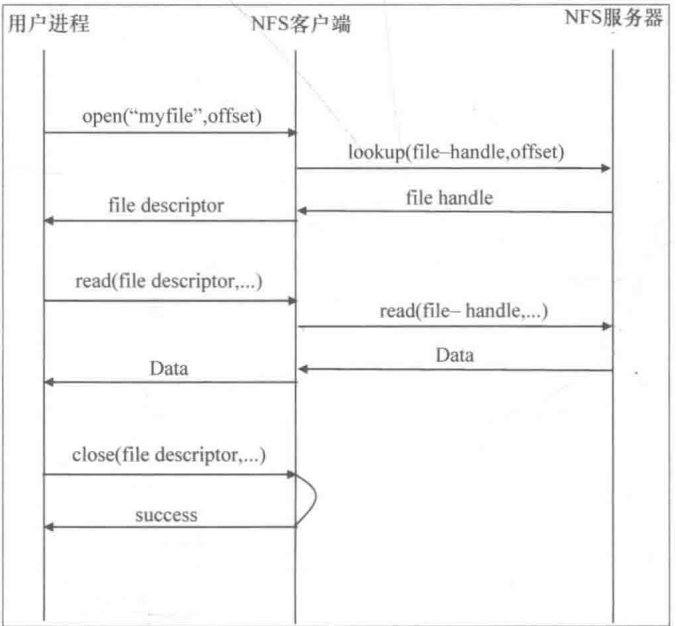 用户进程
NFS客户端
NFS服务器
open(“myfile”,offset)
lookup(file–handle,offset)
file handle
file descriptor
read(file descriptor,...)
read(file– handle,...)
Data
Data
close(file descriptor,...)
success